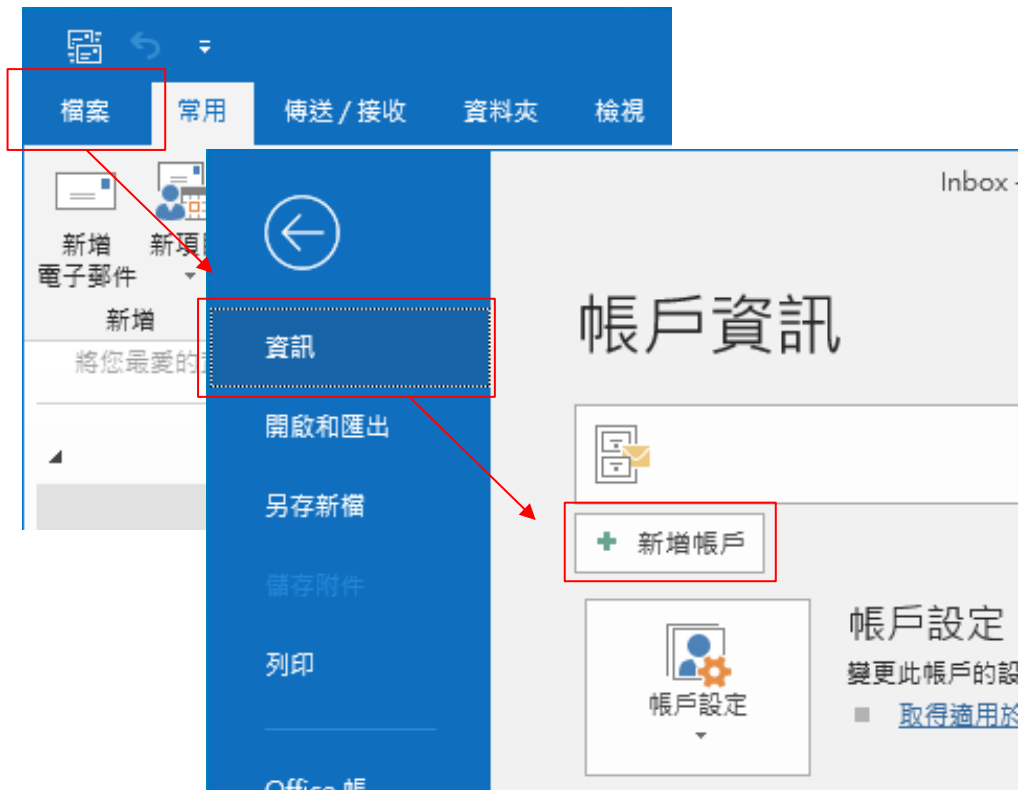 檔案 常用 傳送 / 接收 資料夾 檢視
新增
電子郵件
新增
將您最愛的
Inbox -
資訊
開啟和匯出
另存新檔
儲存附件
列印
Office 帳
帳戶資訊
新增帳戶
帳戶設定
帳戶設定
變更此帳戶的設
取得適用於